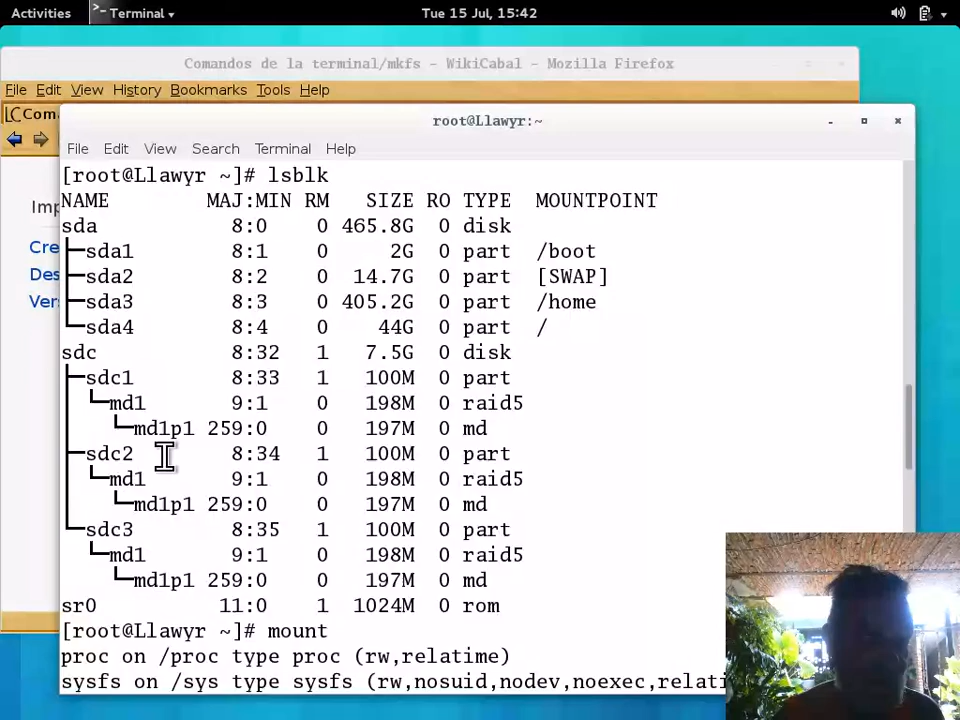 Activities Terminal Tue 15 Jul, 15:42
Comandos de la terminal/mkfs - WikiCabal - Mozilla Firefox
File Edit View History Bookmarks Tools Help
root@Llawyr:~
File Edit View Search Terminal Help
[root@Llawyr ~]# lsblk
NAME MAJ:MIN RM SIZE RO TYPE MOUNTPOINT
sda 8:0 0 465.8G 0 disk
├─sda1 8:1 0 2G 0 part /boot
├─sda2 8:2 0 14.7G 0 part [SWAP]
├─sda3 8:3 0 405.2G 0 part /home
└─sda4 8:4 0 44G 0 part /
sdc 8:32 1 7.5G 0 disk
├─sdc1 8:33 1 100M 0 part
│ └─md1 9:1 0 198M 0 raid5
│ └─md1p1 259:0 0 197M 0 md
├─sdc2 8:34 1 100M 0 part
│ └─md1 9:1 0 198M 0 raid5
│ └─md1p1 259:0 0 197M 0 md
└─sdc3 8:35 1 100M 0 part
└─md1 9:1 0 198M 0 raid5
└─md1p1 259:0 0 197M 0 md
sr0 11:0 1 1024M 0 rom
[root@Llawyr ~]# mount
proc on /proc type proc (rw,relatime)
sysfs on /sys type sysfs (rw,nosuid,nodev,noexec,relati